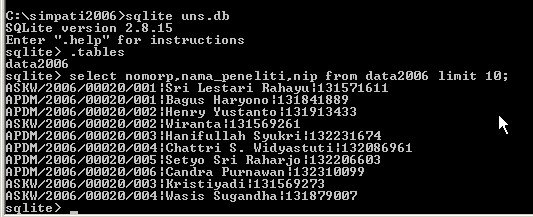 C:\simpati2006>sqlite uns.db
SQLite version 2.8.15
Enter ".help" for instructions
sqlite> .tables
data2006
sqlite> select nomorp,nama_peneliti,nip from data2006 limit 10;
ASKW/2006/00020/001|Sri Lestari Rahayu|131571611
APDM/2006/00020/001|Bagus Haryono|131841889
APDM/2006/00020/002|Henry Yustanto|131913433
ASKW/2006/00020/002|Wiranta|131569261
APDM/2006/00020/003|Hanifullah Syukri|132231674
APDM/2006/00020/004|Chattri S. Widyastuti|132086961
APDM/2006/00020/005|Setyo Sri Raharjo|132206603
APDM/2006/00020/006|Candra Purnawan|132310099
ASKW/2006/00020/003|Kristiyadi|131569273
ASKW/2006/00020/004|Wasis Sugandha|131879007
sqlite> _